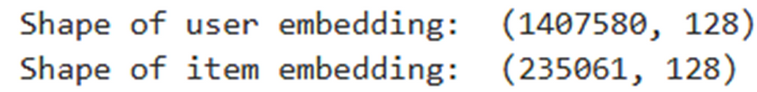 Shape of user embedding:  (1407580, 128)
Shape of item embedding:  (235061, 128)